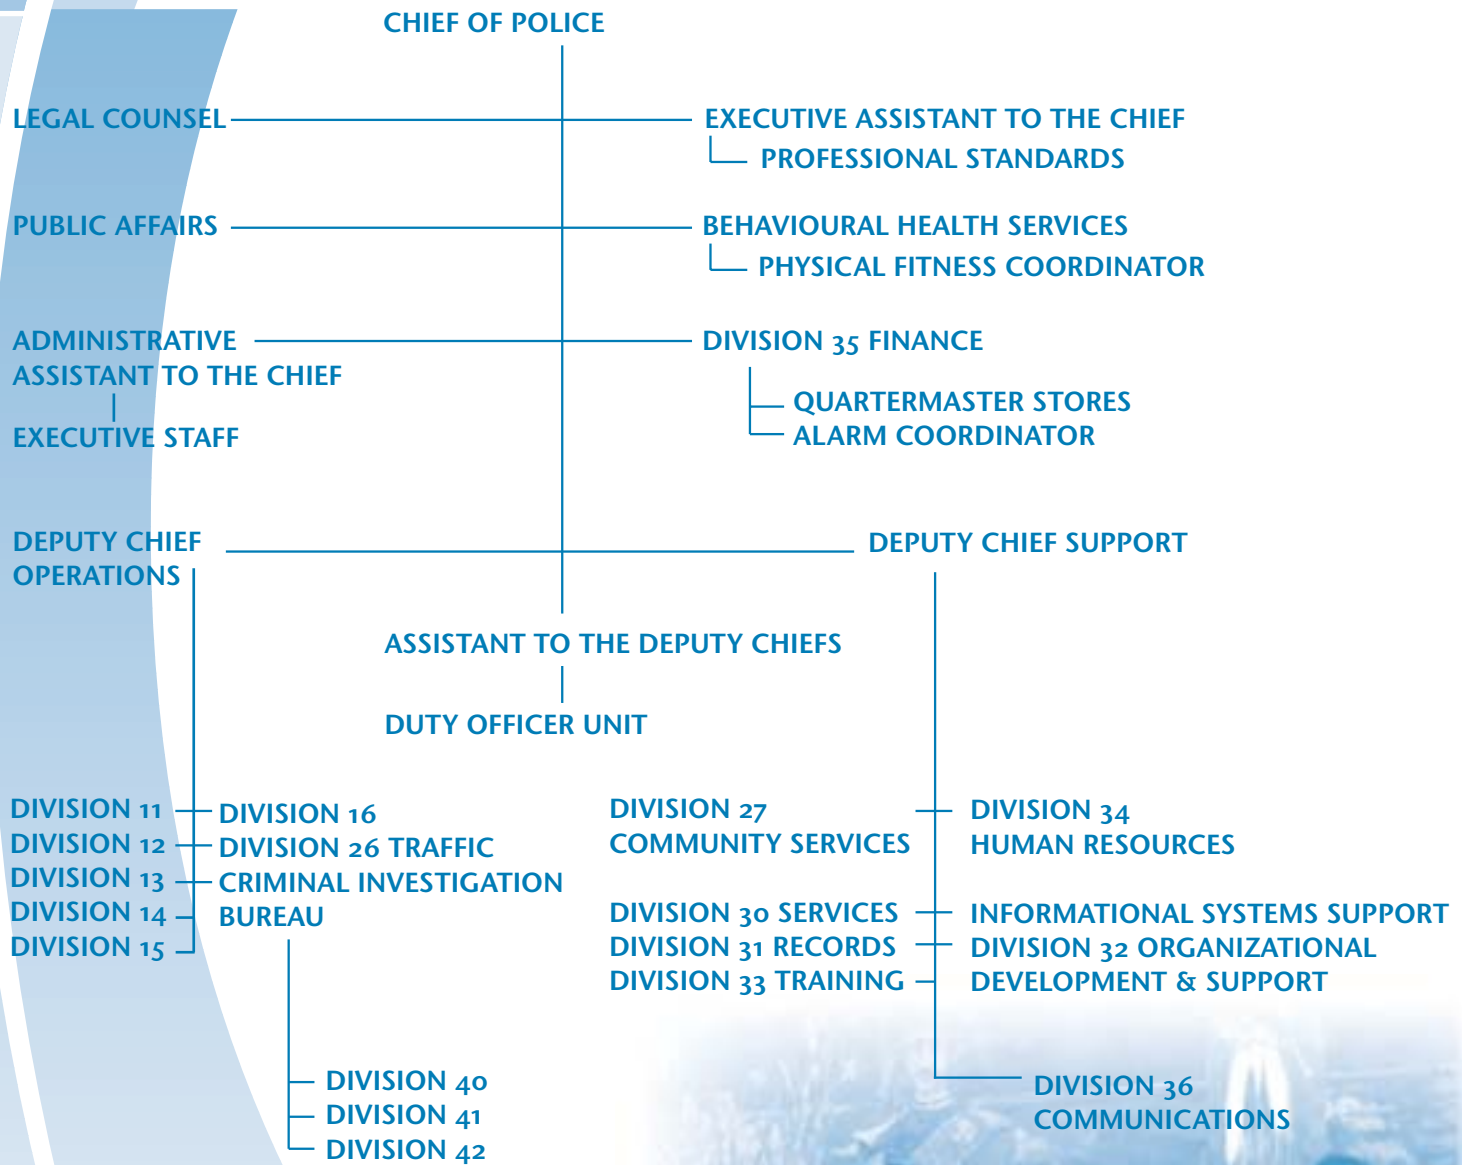 CHIEF OF POLICE
LEGAL COUNSEL
EXECUTIVE ASSISTANT TO THE CHIEF
PROFESSIONAL STANDARDS
PUBLIC AFFAIRS
BEHAVIOURAL HEALTH SERVICES
PHYSICAL FITNESS COORDINATOR
ADMINISTRATIVE
ASSISTANT TO THE CHIEF
EXECUTIVE STAFF
DIVISION 35 FINANCE
QUARTERMASTER STORES
ALARM COORDINATOR
DEPUTY CHIEF
OPERATIONS
DEPUTY CHIEF SUPPORT
ASSISTANT TO THE DEPUTY CHIEFS
DUTY OFFICER UNIT
DIVISION 11
DIVISION 12
DIVISION 13
DIVISION 14
DIVISION 15
DIVISION 16
DIVISION 26 TRAFFIC
CRIMINAL INVESTIGATION
BUREAU
DIVISION 40
DIVISION 41
DIVISION 42
DIVISION 27
COMMUNITY SERVICES
DIVISION 30 SERVICES
DIVISION 31 RECORDS
DIVISION 33 TRAINING
DIVISION 34
HUMAN RESOURCES
INFORMATIONAL SYSTEMS SUPPORT
DIVISION 32 ORGANIZATIONAL
DEVELOPMENT & SUPPORT
DIVISION 36
COMMUNICATIONS